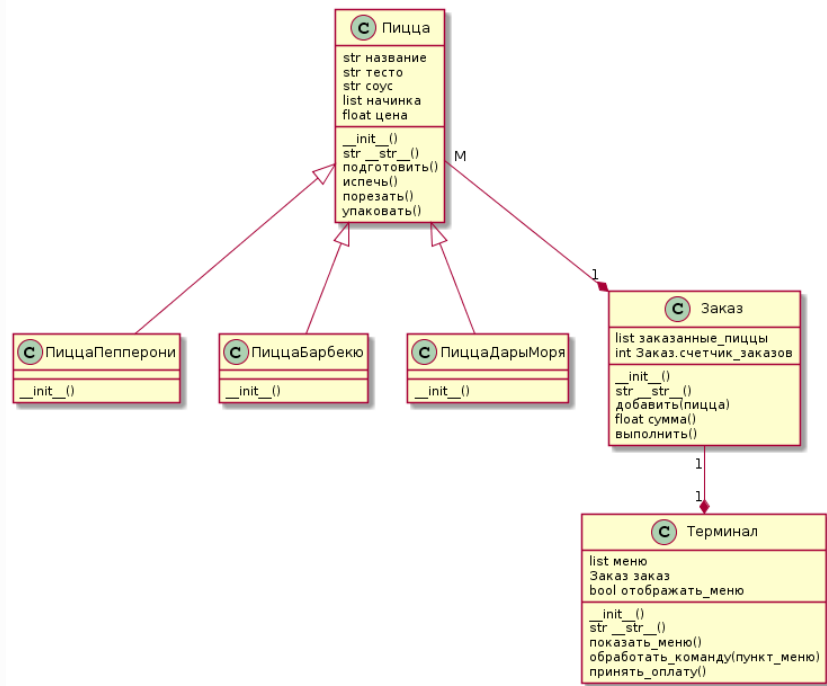 C Пицца
str название
str тесто
str соус
list начинка
float цена
__init__()
str __str__()
подготовить()
испечь()
порезать()
упаковать()
M
1
C ПиццаПепперони
__init__()
C ПиццаБарбекю
__init__()
C ПиццаДарыМоря
__init__()
C Заказ
list заказанные_пиццы
int Заказ.счетчик_заказов
__init__()
str __str__()
добавить(пицца)
float сумма()
выполнить()
1
1
C Терминал
list меню
Заказ заказ
bool отображать_меню
__init__()
str __str__()
показать_меню()
обработать_команду(пункт_меню)
принять_оплату()